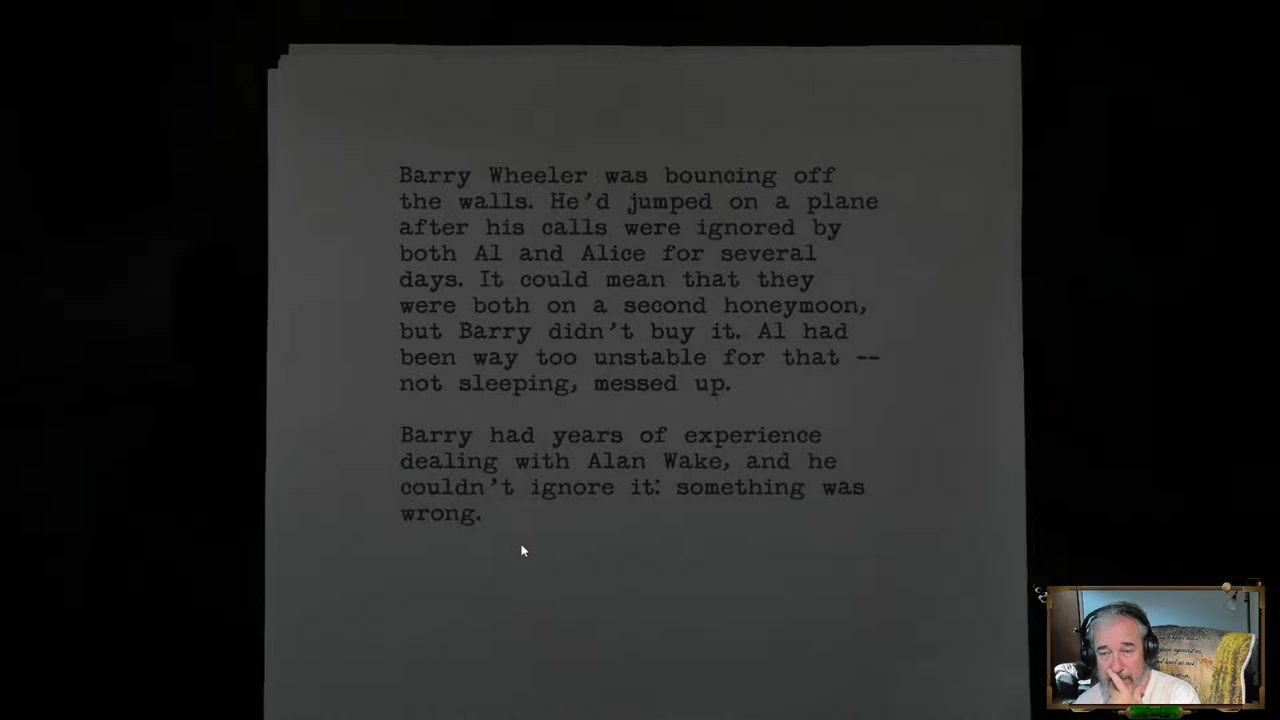 Barry Wheeler was bouncing off
the walls. He'd jumped on a plane
after his calls were ignored by
both Al and Alice for several
days. It could mean that they
were both on a second honeymoon,
but Barry didn't buy it. Al had
been way too unstable for that --
not sleeping, messed up.
Barry had years of experience
dealing with Alan Wake, and he
couldn't ignore it: something was
wrong.